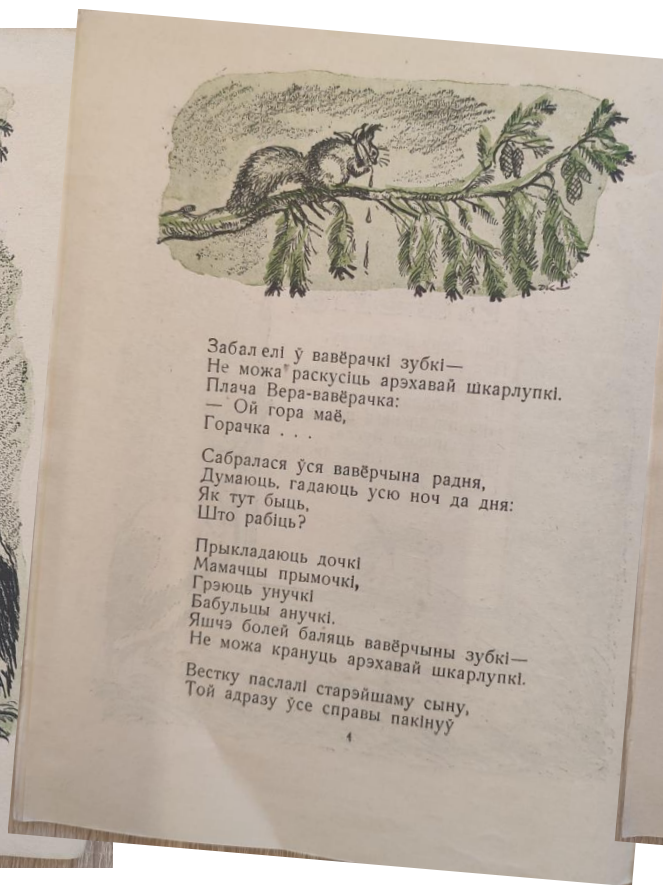 Забалелі ў вавёрачкі зубкі—
Не можа раскусіць арэхавай шкарлупкі.
Плача Вера-вавёрачка:
— Ой гора маё,
Горачка . . .
Сабралася ўся вавёрчына радня,
Думаюць, гадаюць усю ноч да дня:
Як тут быць,
Што рабіць?
Прыкладаюць дочкі
Мамачцы прымочкі,
Грэюць унучкі
Бабульцы анучкі.
Яшчэ болей баляць вавёрчыны зубкі—
Не можа крануць арэхавай шкарлупкі.
Вестку паслалі старэйшаму сыну,
Той адразу ўсе справы пакінуў